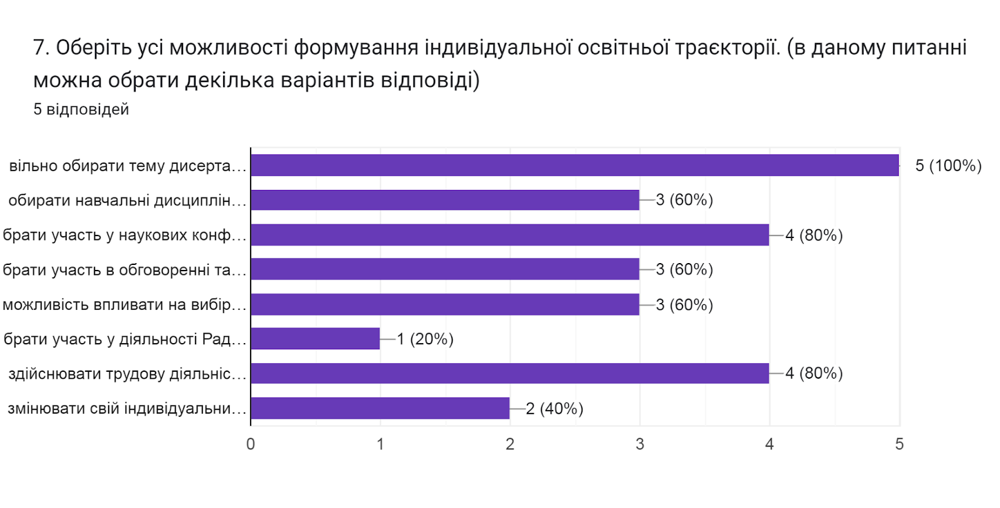 7. Оберіть усі можливості формування індивідуальної освітньої траєкторії. (в даному питанні
можна обрати декілька варіантів відповіді)
5 відповідей
вільно обирати тему дисерта…
5 (100%)
обирати навчальні дисциплін…
3 (60%)
брати участь у наукових конф…
4 (80%)
брати участь в обговоренні та…
3 (60%)
можливість впливати на вибір…
3 (60%)
брати участь у діяльності Рад…
1 (20%)
здійснювати трудову діяльніс…
4 (80%)
змінювати свій індивідуальни…
2 (40%)
0 1 2 3 4 5